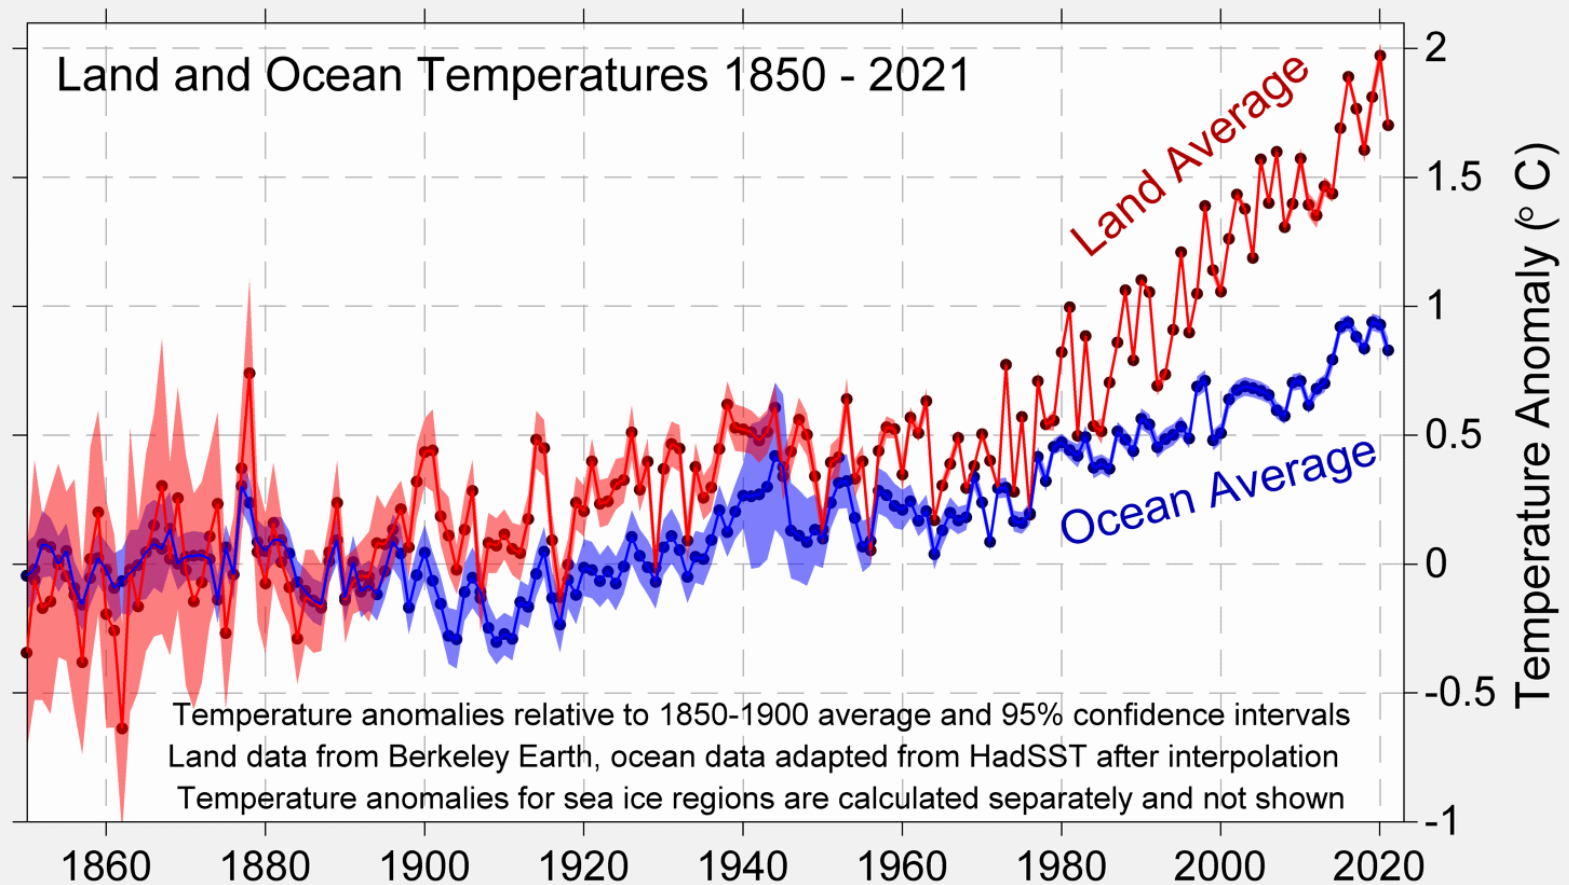 Land and Ocean Temperatures 1850 - 2021
Land Average
Ocean Average
Temperature anomalies relative to 1850-1900 average and 95% confidence intervals
Land data from Berkeley Earth, ocean data adapted from HadSST after interpolation
Temperature anomalies for sea ice regions are calculated separately and not shown
2
1.5
1
0.5
0
-0.5
-1
Temperature Anomaly (° C)
1860 1880 1900 1920 1940 1960 1980 2000 2020